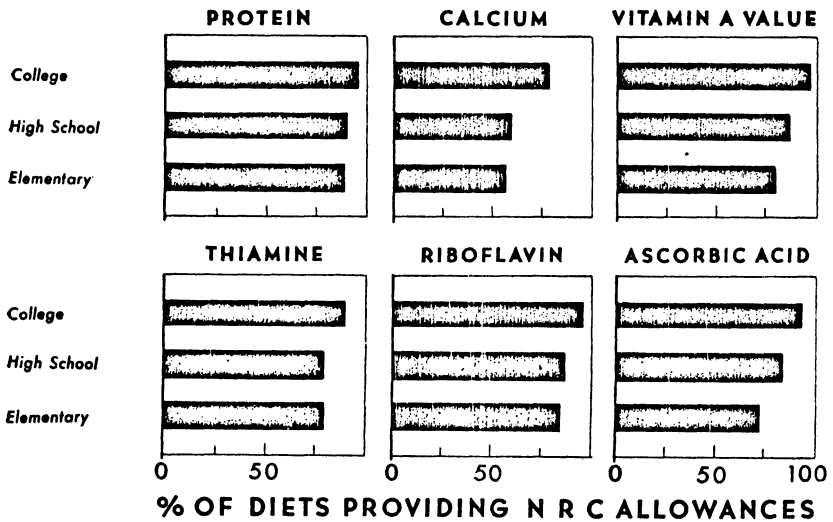 PROTEIN CALCIUM VITAMIN A VALUE
College
High School
Elementary
THIAMINE RIBOFLAVIN ASCORBIC ACID
College
High School
Elementary
0 50 0 50 0 50 100
% OF DIETS PROVIDING N R C ALLOWANCES